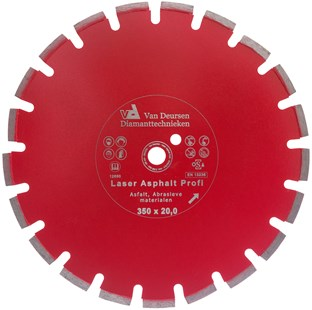 Van Deursen
Diamanttechnieken
Laser Asphalt Profi
Asfalt, Abrasieve
materialen
350 x 20,0